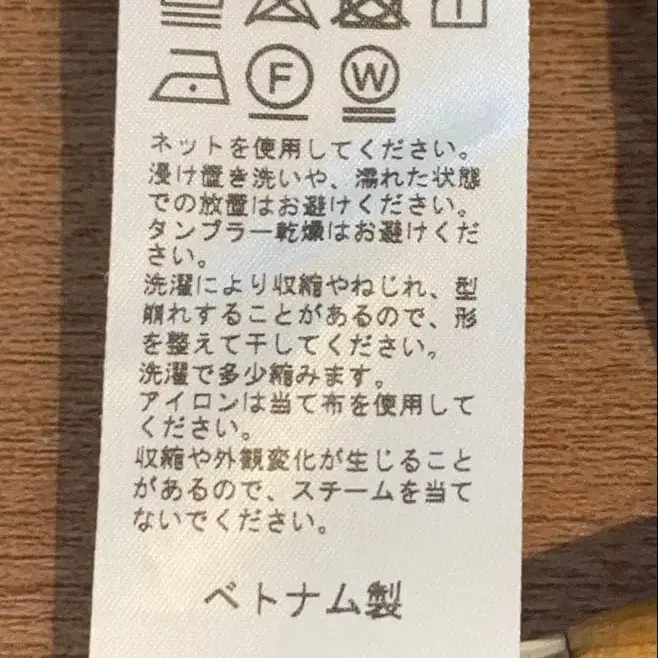 F W
ネットを使用してください。
浸け置き洗いや、濡れた状態
での放置はお避けください。
タンブラー乾燥はお避けくだ
さい。
洗濯により収縮やねじれ、型
崩れすることがあるので、形
を整えて干してください。
洗濯で多少縮みます。
アイロンは当て布を使用して
ください。
収縮や外観変化が生じること
があるので、スチームを当て
ないでください。
ベトナム製